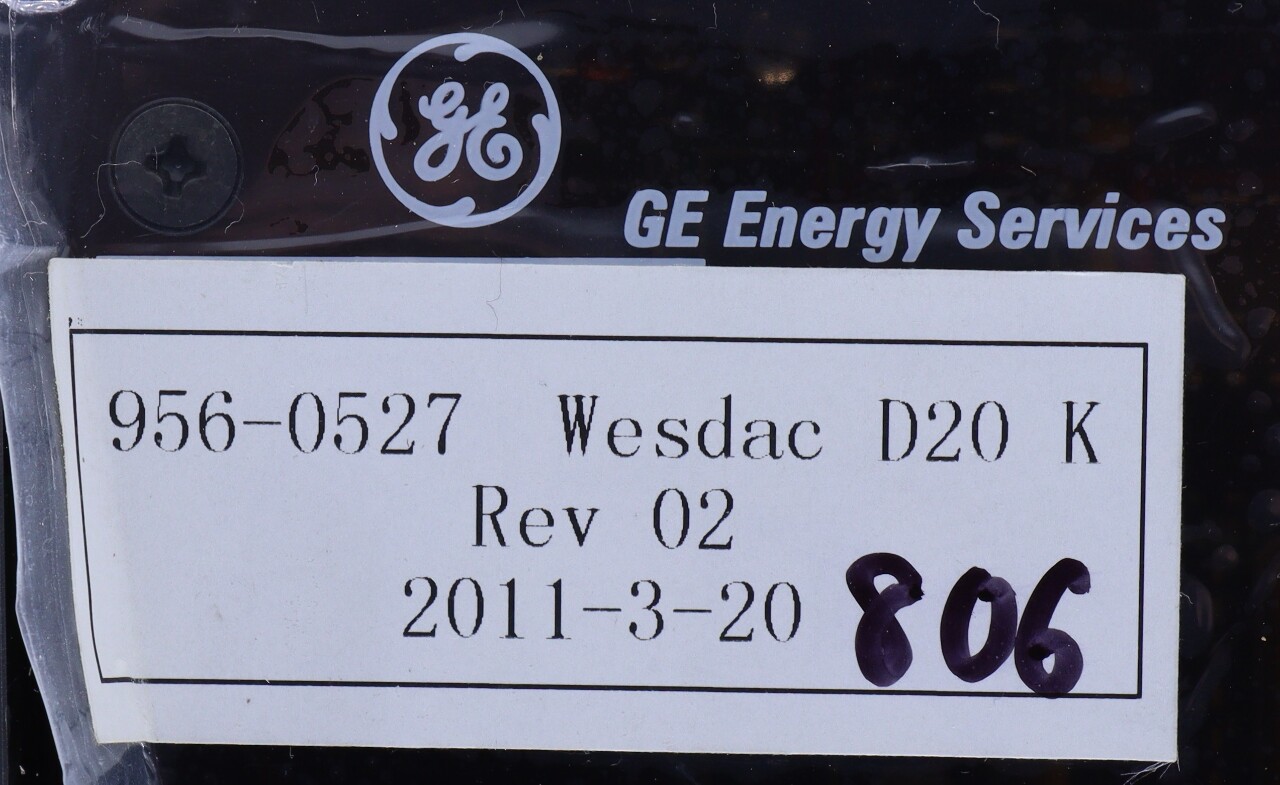 GE
GE Energy Services
956-0527 Wesdac D20 K
Rev 02
2011-3-20 806